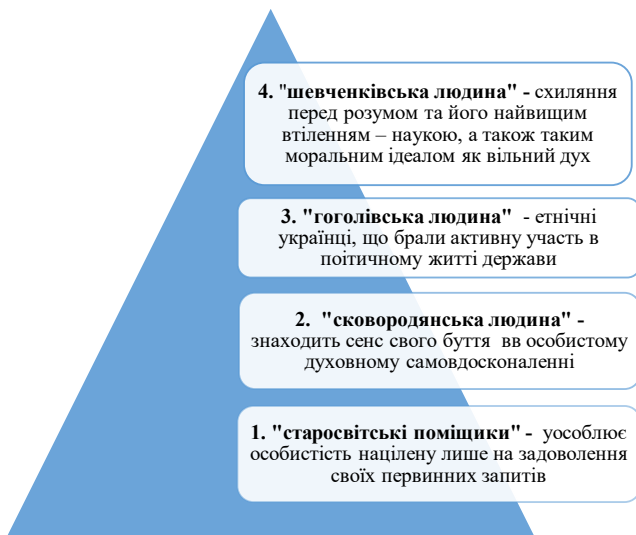 4. "шевченківська людина" - схиляння
перед розумом та його найвищим
втіленням – наукою, а також таким
моральним ідеалом як вільний дух
3. "гоголівська людина" - етнічні
українці, що брали активну участь в
поітичному житті держави
2. "сковородянська людина" -
знаходить сенс свого буття вв особистому
духовному самовдосконаленні
1. "старосвітські поміщики" - уособлює
особистість націлену лише на задоволення
своїх первинних запитів